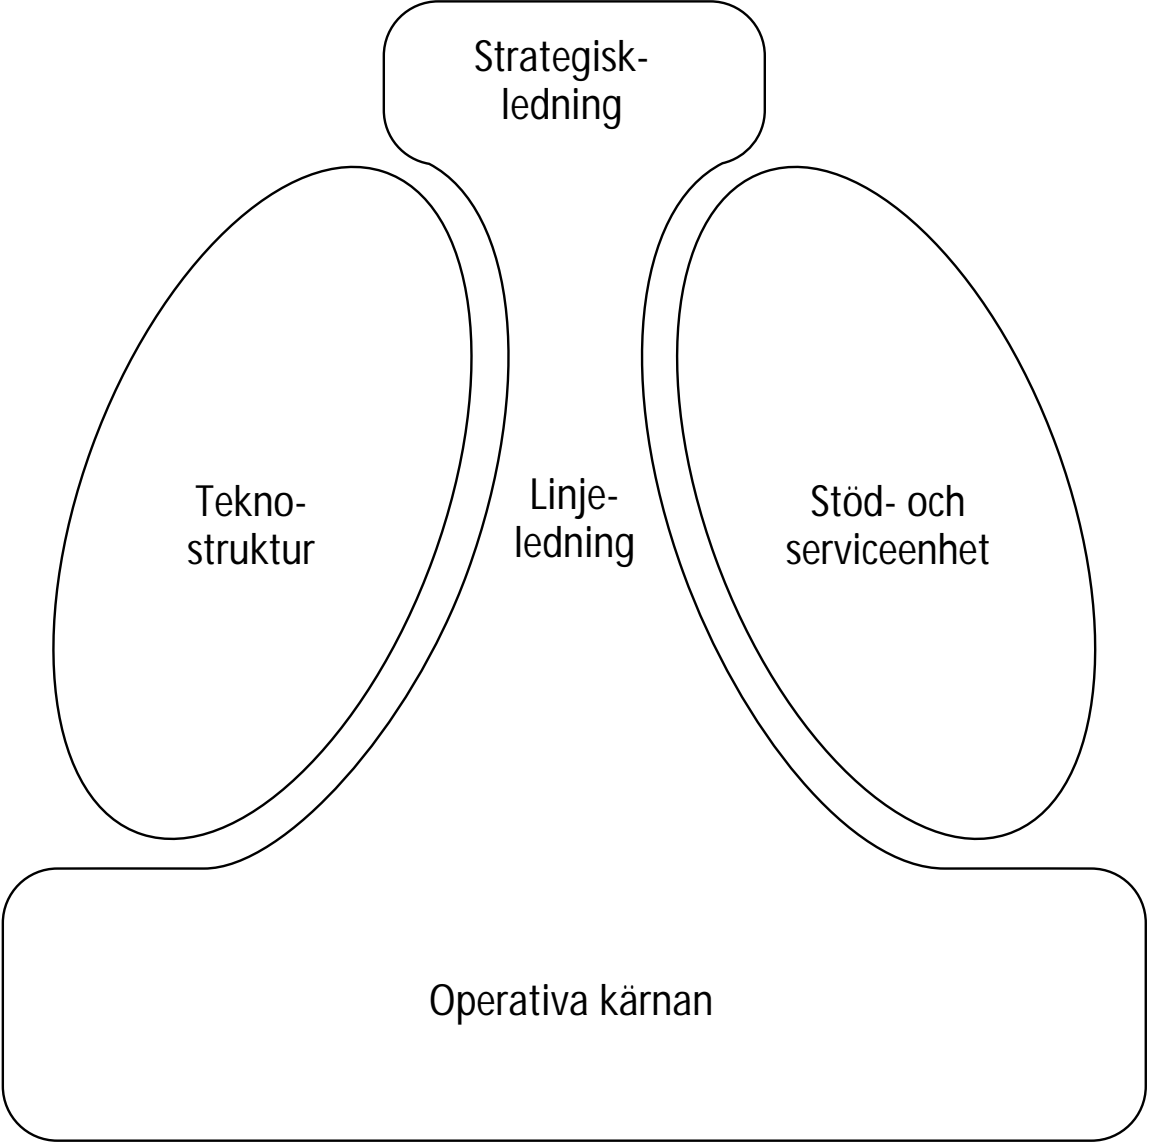 Strategisk-
ledning
Tekno-
struktur
Linje-
ledning
Stöd- och
serviceenhet
Operativa kärnan